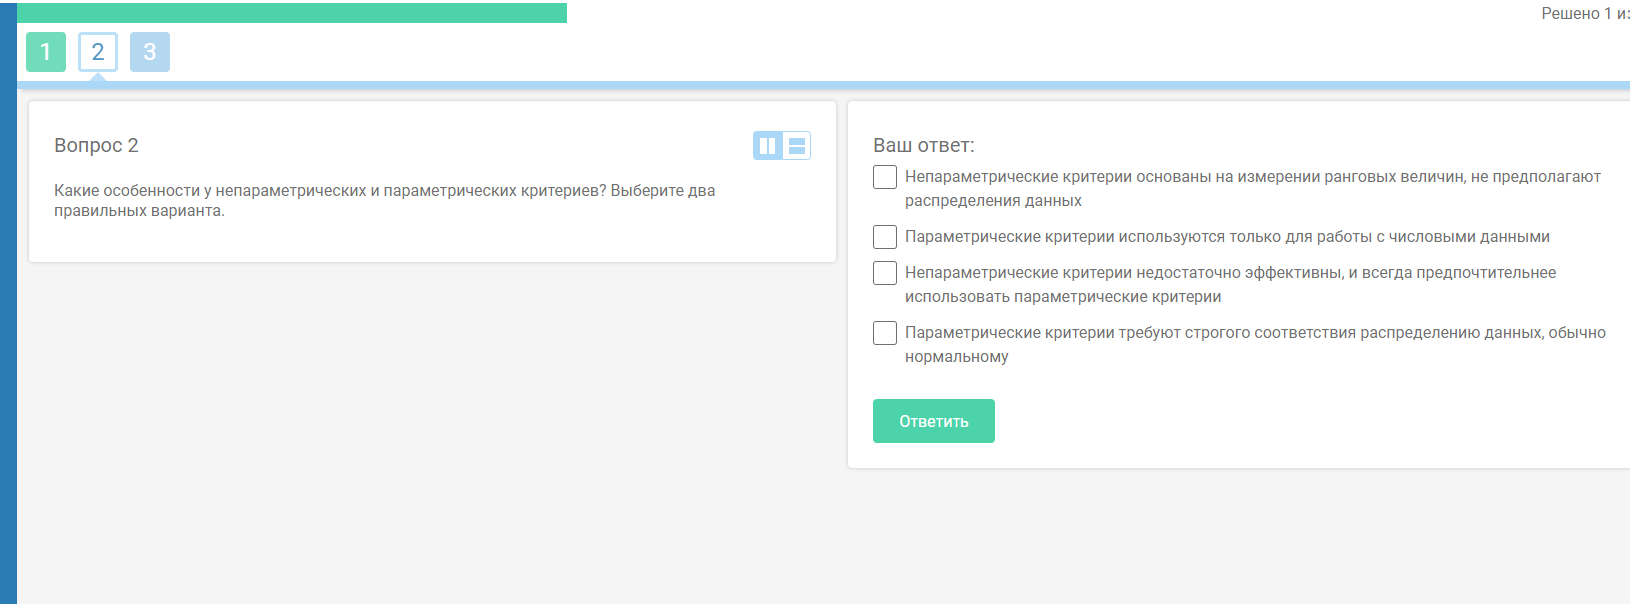 Решено 1 из
1 2 3
Вопрос 2
Какие особенности у непараметрических и параметрических критериев? Выберите два
правильных варианта.
Ваш ответ:
Непараметрические критерии основаны на измерении ранговых величин, не предполагают
распределения данных
Параметрические критерии используются только для работы с числовыми данными
Непараметрические критерии недостаточно эффективны, и всегда предпочтительнее
использовать параметрические критерии
Параметрические критерии требуют строгого соответствия распределению данных, обычно
нормальному
Ответить